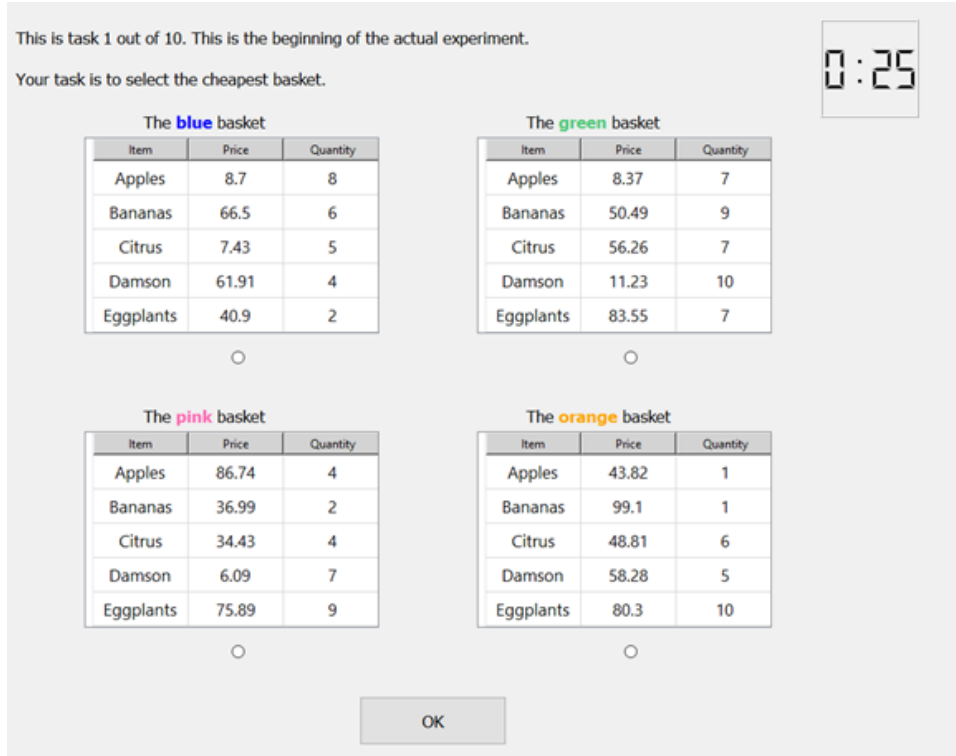 This is task 1 out of 10. This is the beginning of the actual experiment.
0:25
Your task is to select the cheapest basket.
The blue basket
Item Price Quantity
Apples 8.7 8
Bananas 66.5 6
Citrus 7.43 5
Damson 61.91 4
Eggplants 40.9 2
The green basket
Item Price Quantity
Apples 8.37 7
Bananas 50.49 9
Citrus 56.26 7
Damson 11.23 10
Eggplants 83.55 7
The pink basket
Item Price Quantity
Apples 86.74 4
Bananas 36.99 2
Citrus 34.43 4
Damson 6.09 7
Eggplants 75.89 9
The orange basket
Item Price Quantity
Apples 43.82 1
Bananas 99.1 1
Citrus 48.81 6
Damson 58.28 5
Eggplants 80.3 10
OK